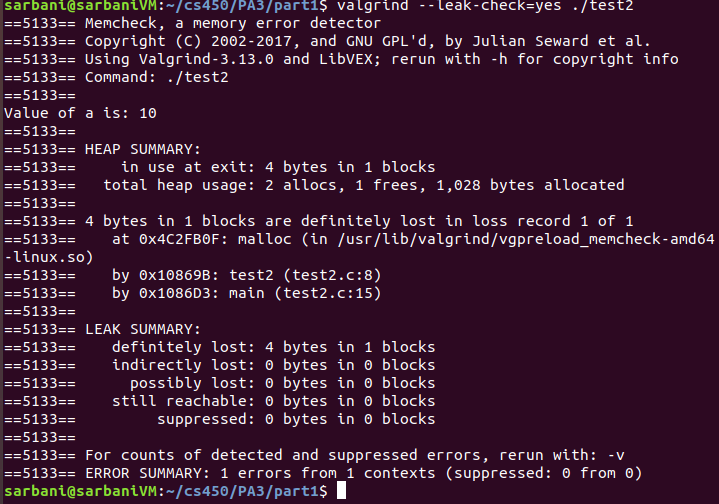 sarbani@sarbaniVM:~/cs450/PA3/part1$ valgrind --leak-check=yes ./test2
==5133== Memcheck, a memory error detector
==5133== Copyright (C) 2002-2017, and GNU GPL'd, by Julian Seward et al.
==5133== Using Valgrind-3.13.0 and LibVEX; rerun with -h for copyright info
==5133== Command: ./test2
==5133==
Value of a is: 10
==5133==
==5133== HEAP SUMMARY:
==5133==     in use at exit: 4 bytes in 1 blocks
==5133==   total heap usage: 2 allocs, 1 frees, 1,028 bytes allocated
==5133==
==5133== 4 bytes in 1 blocks are definitely lost in loss record 1 of 1
==5133==    at 0x4C2FB0F: malloc (in /usr/lib/valgrind/vgpreload_memcheck-amd64
-linux.so)
==5133==    by 0x10869B: test2 (test2.c:8)
==5133==    by 0x1086D3: main (test2.c:15)
==5133==
==5133== LEAK SUMMARY:
==5133==    definitely lost: 4 bytes in 1 blocks
==5133==    indirectly lost: 0 bytes in 0 blocks
==5133==      possibly lost: 0 bytes in 0 blocks
==5133==    still reachable: 0 bytes in 0 blocks
==5133==         suppressed: 0 bytes in 0 blocks
==5133==
==5133== For counts of detected and suppressed errors, rerun with: -v
==5133== ERROR SUMMARY: 1 errors from 1 contexts (suppressed: 0 from 0)
sarbani@sarbaniVM:~/cs450/PA3/part1$